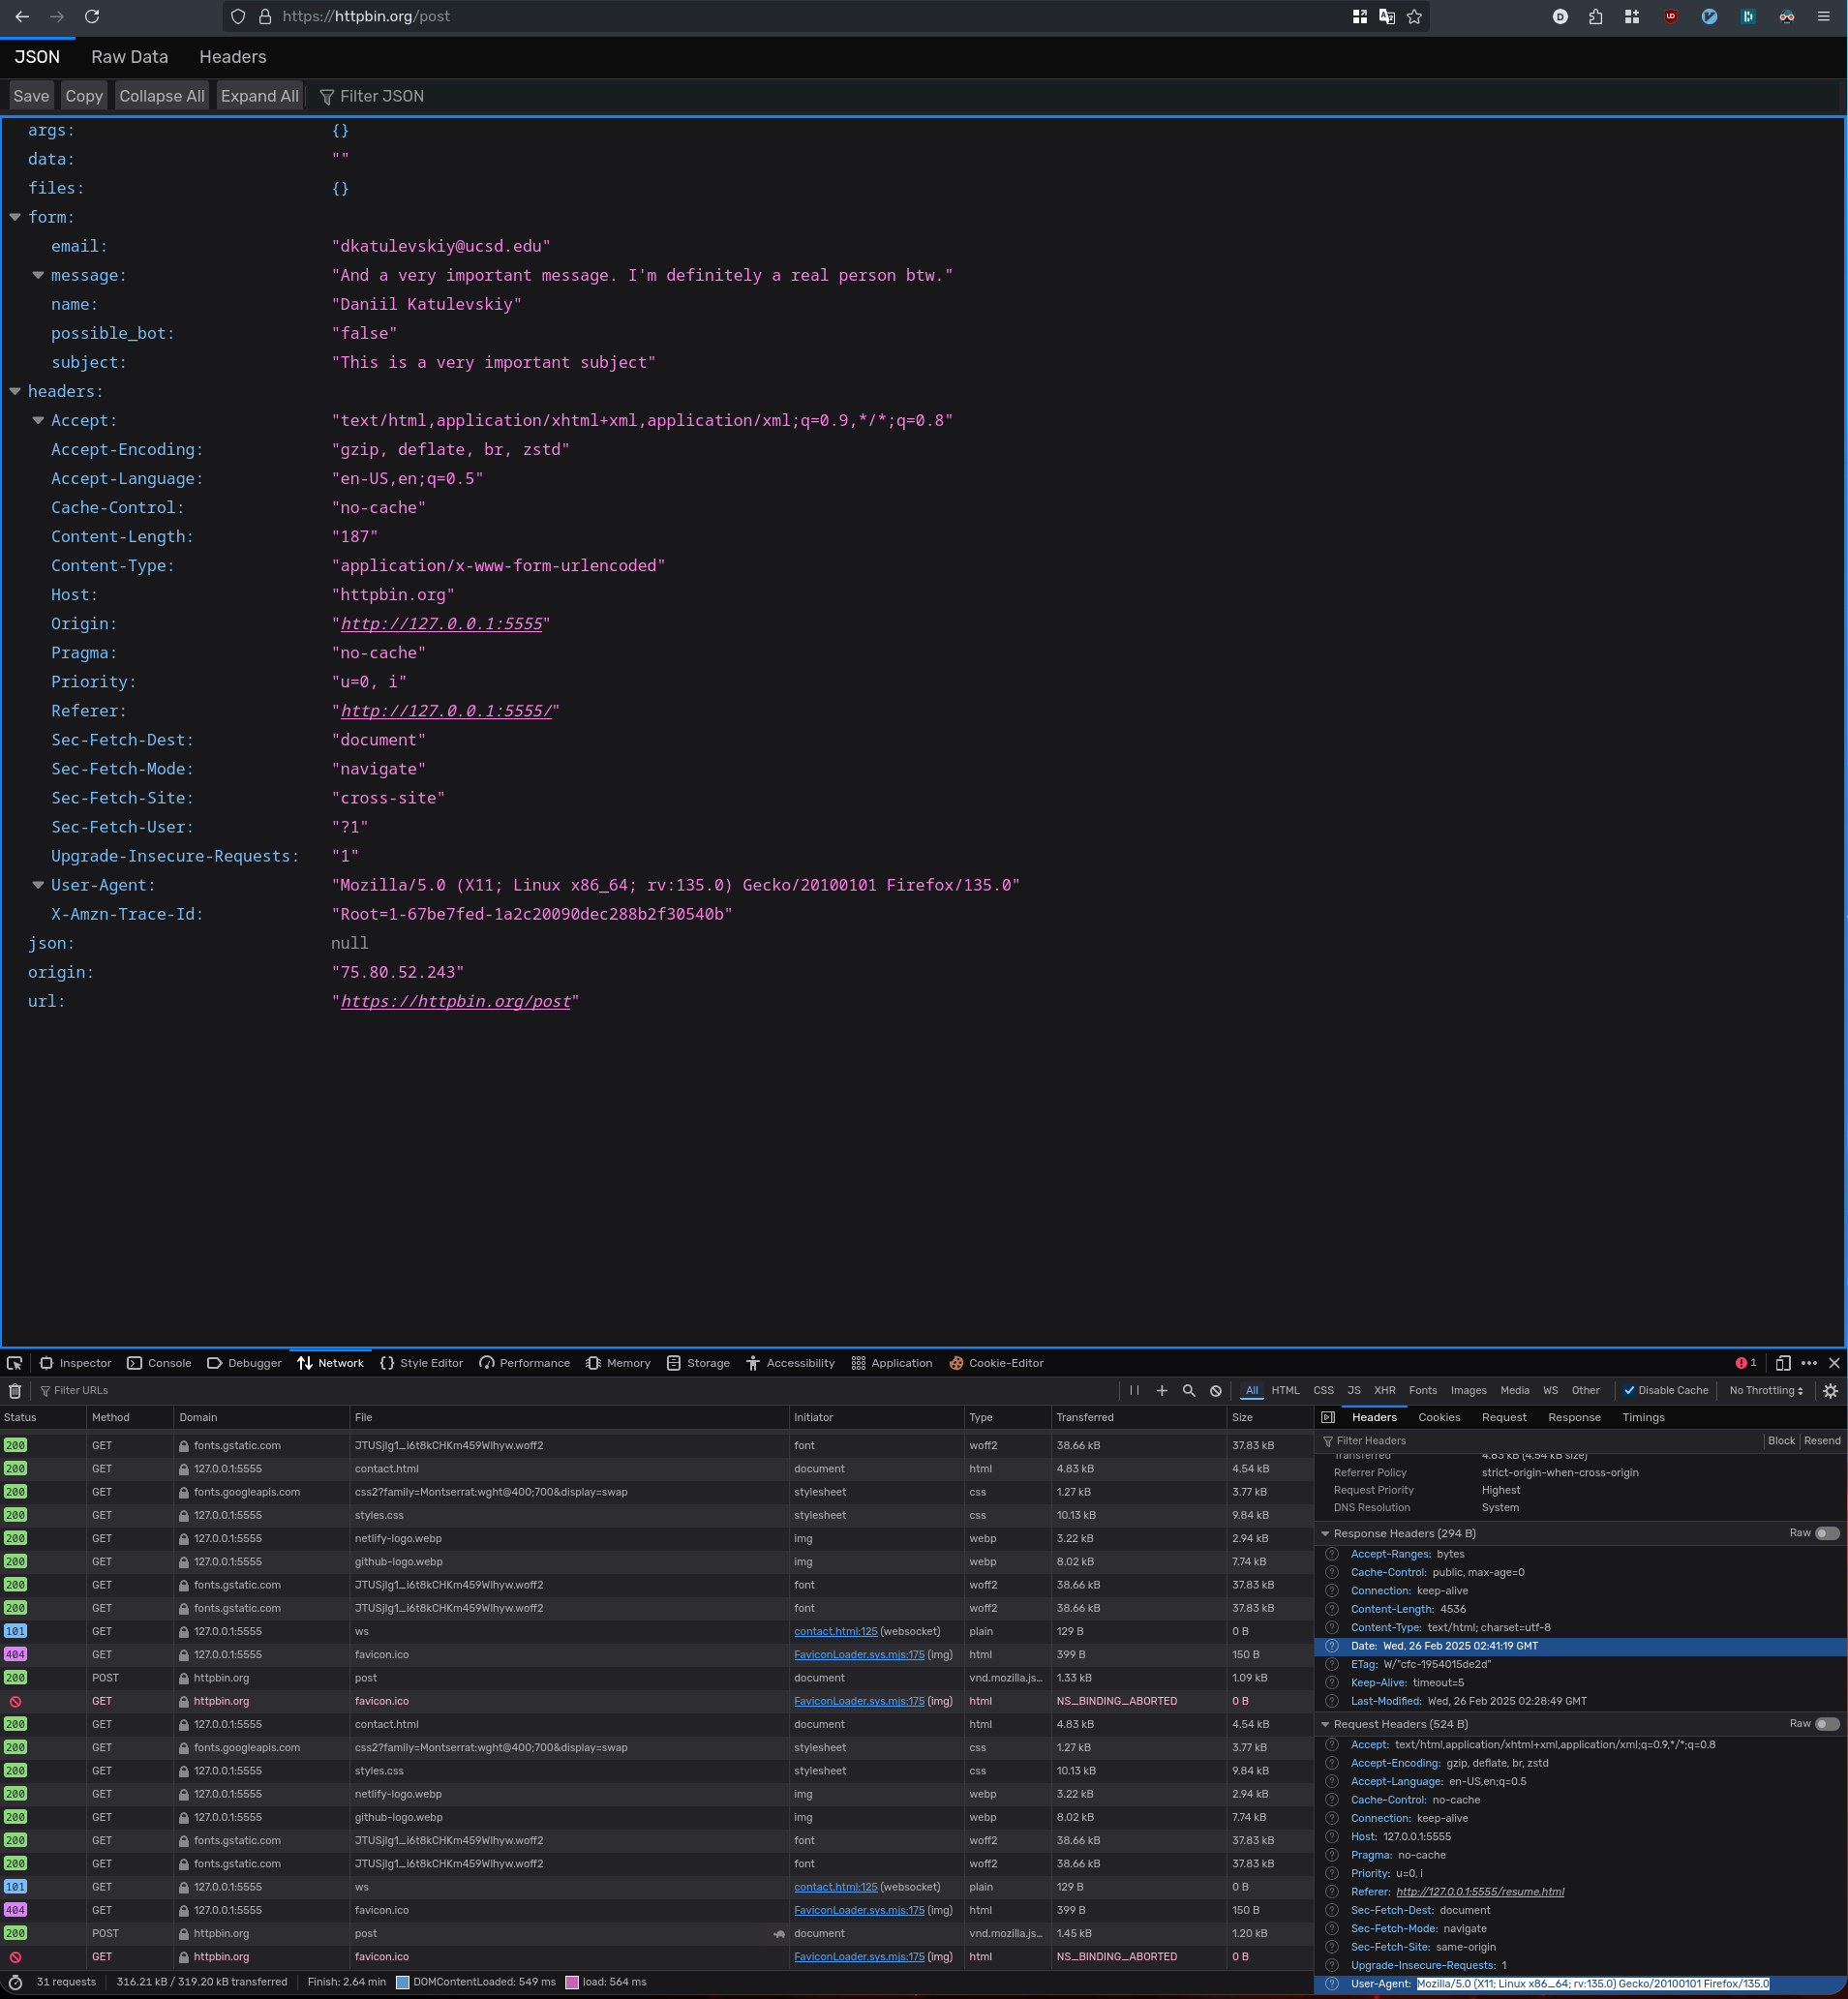 https://httpbin.org/post
JSON Raw Data Headers
Save Copy Collapse All Expand All Filter JSON
args: {}
data: ""
files: {}
form:
email: "dkatulevskiy@ucsd.edu"
message: "And a very important message. I'm definitely a real person btw."
name: "Daniil Katulevskiy"
possible_bot: "false"
subject: "This is a very important subject"
headers:
Accept: "text/html,application/xhtml+xml,application/xml;q=0.9,*/*;q=0.8"
Accept-Encoding: "gzip, deflate, br, zstd"
Accept-Language: "en-US,en;q=0.5"
Cache-Control: "no-cache"
Content-Length: "187"
Content-Type: "application/x-www-form-urlencoded"
Host: "httpbin.org"
Origin: "http://127.0.0.1:5555"
Pragma: "no-cache"
Priority: "u=0, i"
Referer: "http://127.0.0.1:5555/"
Sec-Fetch-Dest: "document"
Sec-Fetch-Mode: "navigate"
Sec-Fetch-Site: "cross-site"
Sec-Fetch-User: "?1"
Upgrade-Insecure-Requests: "1"
User-Agent: "Mozilla/5.0 (X11; Linux x86_64; rv:135.0) Gecko/20100101 Firefox/135.0"
X-Amzn-Trace-Id: "Root=1-67be7fed-1a2c20090dec288b2f30540b"
json: null
origin: "75.80.52.243"
url: "https://httpbin.org/post"
Inspector Console Debugger Network Style Editor Performance Memory Storage Accessibility Application Cookie-Editor 1
Filter URLs All HTML CSS JS XHR Fonts Images Media WS Other Disable Cache No Throttling
Status Method Domain File Initiator Type Transferred Size
200 GET fonts.gstatic.com JTUSjIg1_i6t8kCHKm459Wlhyw.woff2 font woff2 38.66 kB 37.83 kB
200 GET 127.0.0.1:5555 contact.html document html 4.83 kB 4.54 kB
200 GET fonts.googleapis.com css2?family=Montserrat:wght@400;700&display=swap stylesheet css 1.27 kB 3.77 kB
200 GET 127.0.0.1:5555 styles.css stylesheet css 10.13 kB 9.84 kB
200 GET 127.0.0.1:5555 netlify-logo.webp img webp 3.22 kB 2.94 kB
200 GET 127.0.0.1:5555 github-logo.webp img webp 8.02 kB 7.74 kB
200 GET fonts.gstatic.com JTUSjIg1_i6t8kCHKm459Wlhyw.woff2 font woff2 38.66 kB 37.83 kB
200 GET fonts.gstatic.com JTUSjIg1_i6t8kCHKm459Wlhyw.woff2 font woff2 38.66 kB 37.83 kB
101 GET 127.0.0.1:5555 ws contact.html:125 (websocket) plain 129 B 0 B
404 GET 127.0.0.1:5555 favicon.ico FaviconLoader.sys.mjs:175 (img) html 399 B 150 B
200 POST httpbin.org post document vnd.mozilla.js... 1.33 kB 1.09 kB
GET httpbin.org favicon.ico FaviconLoader.sys.mjs:175 (img) html NS_BINDING_ABORTED 0 B
200 GET 127.0.0.1:5555 contact.html document html 4.83 kB 4.54 kB
200 GET fonts.googleapis.com css2?family=Montserrat:wght@400;700&display=swap stylesheet css 1.27 kB 3.77 kB
200 GET 127.0.0.1:5555 styles.css stylesheet css 10.13 kB 9.84 kB
200 GET 127.0.0.1:5555 netlify-logo.webp img webp 3.22 kB 2.94 kB
200 GET 127.0.0.1:5555 github-logo.webp img webp 8.02 kB 7.74 kB
200 GET fonts.gstatic.com JTUSjIg1_i6t8kCHKm459Wlhyw.woff2 font woff2 38.66 kB 37.83 kB
200 GET fonts.gstatic.com JTUSjIg1_i6t8kCHKm459Wlhyw.woff2 font woff2 38.66 kB 37.83 kB
101 GET 127.0.0.1:5555 ws contact.html:125 (websocket) plain 129 B 0 B
404 GET 127.0.0.1:5555 favicon.ico FaviconLoader.sys.mjs:175 (img) html 399 B 150 B
200 POST httpbin.org post document vnd.mozilla.js... 1.45 kB 1.20 kB
GET httpbin.org favicon.ico FaviconLoader.sys.mjs:175 (img) html NS_BINDING_ABORTED 0 B
31 requests 316.21 kB / 319.20 kB transferred Finish: 2.64 min DOMContentLoaded: 549 ms load: 564 ms
Headers Cookies Request Response Timings
Filter Headers Block Resend
Transferred 4.83 kB (4.54 kB size)
Referrer Policy strict-origin-when-cross-origin
Request Priority Highest
DNS Resolution System
Response Headers (294 B) Raw
Accept-Ranges: bytes
Cache-Control: public, max-age=0
Connection: keep-alive
Content-Length: 4536
Content-Type: text/html; charset=utf-8
Date: Wed, 26 Feb 2025 02:41:19 GMT
ETag: W/"cfc-1954015de2d"
Keep-Alive: timeout=5
Last-Modified: Wed, 26 Feb 2025 02:28:49 GMT
Request Headers (524 B) Raw
Accept: text/html,application/xhtml+xml,application/xml;q=0.9,*/*;q=0.8
Accept-Encoding: gzip, deflate, br, zstd
Accept-Language: en-US,en;q=0.5
Cache-Control: no-cache
Connection: keep-alive
Host: 127.0.0.1:5555
Pragma: no-cache
Priority: u=0, i
Referer: http://127.0.0.1:5555/resume.html
Sec-Fetch-Dest: document
Sec-Fetch-Mode: navigate
Sec-Fetch-Site: same-origin
Upgrade-Insecure-Requests: 1
User-Agent: Mozilla/5.0 (X11; Linux x86_64; rv:135.0) Gecko/20100101 Firefox/135.0